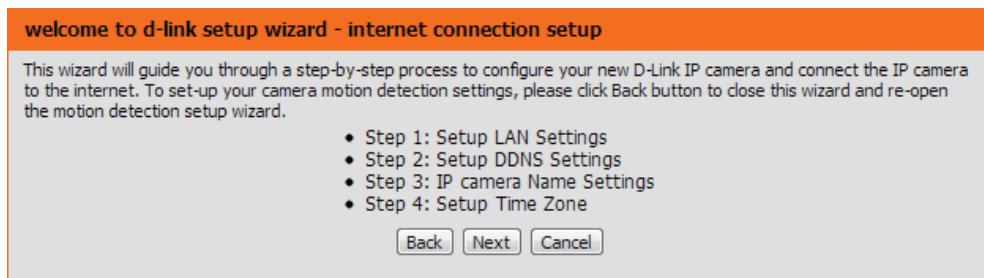 welcome to d-link setup wizard - internet connection setup
This wizard will guide you through a step-by-step process to configure your new D-Link IP camera and connect the IP camera
to the internet. To set-up your camera motion detection settings, please click Back button to close this wizard and re-open
the motion detection setup wizard.
• Step 1: Setup LAN Settings
• Step 2: Setup DDNS Settings
• Step 3: IP camera Name Settings
• Step 4: Setup Time Zone
Back Next Cancel